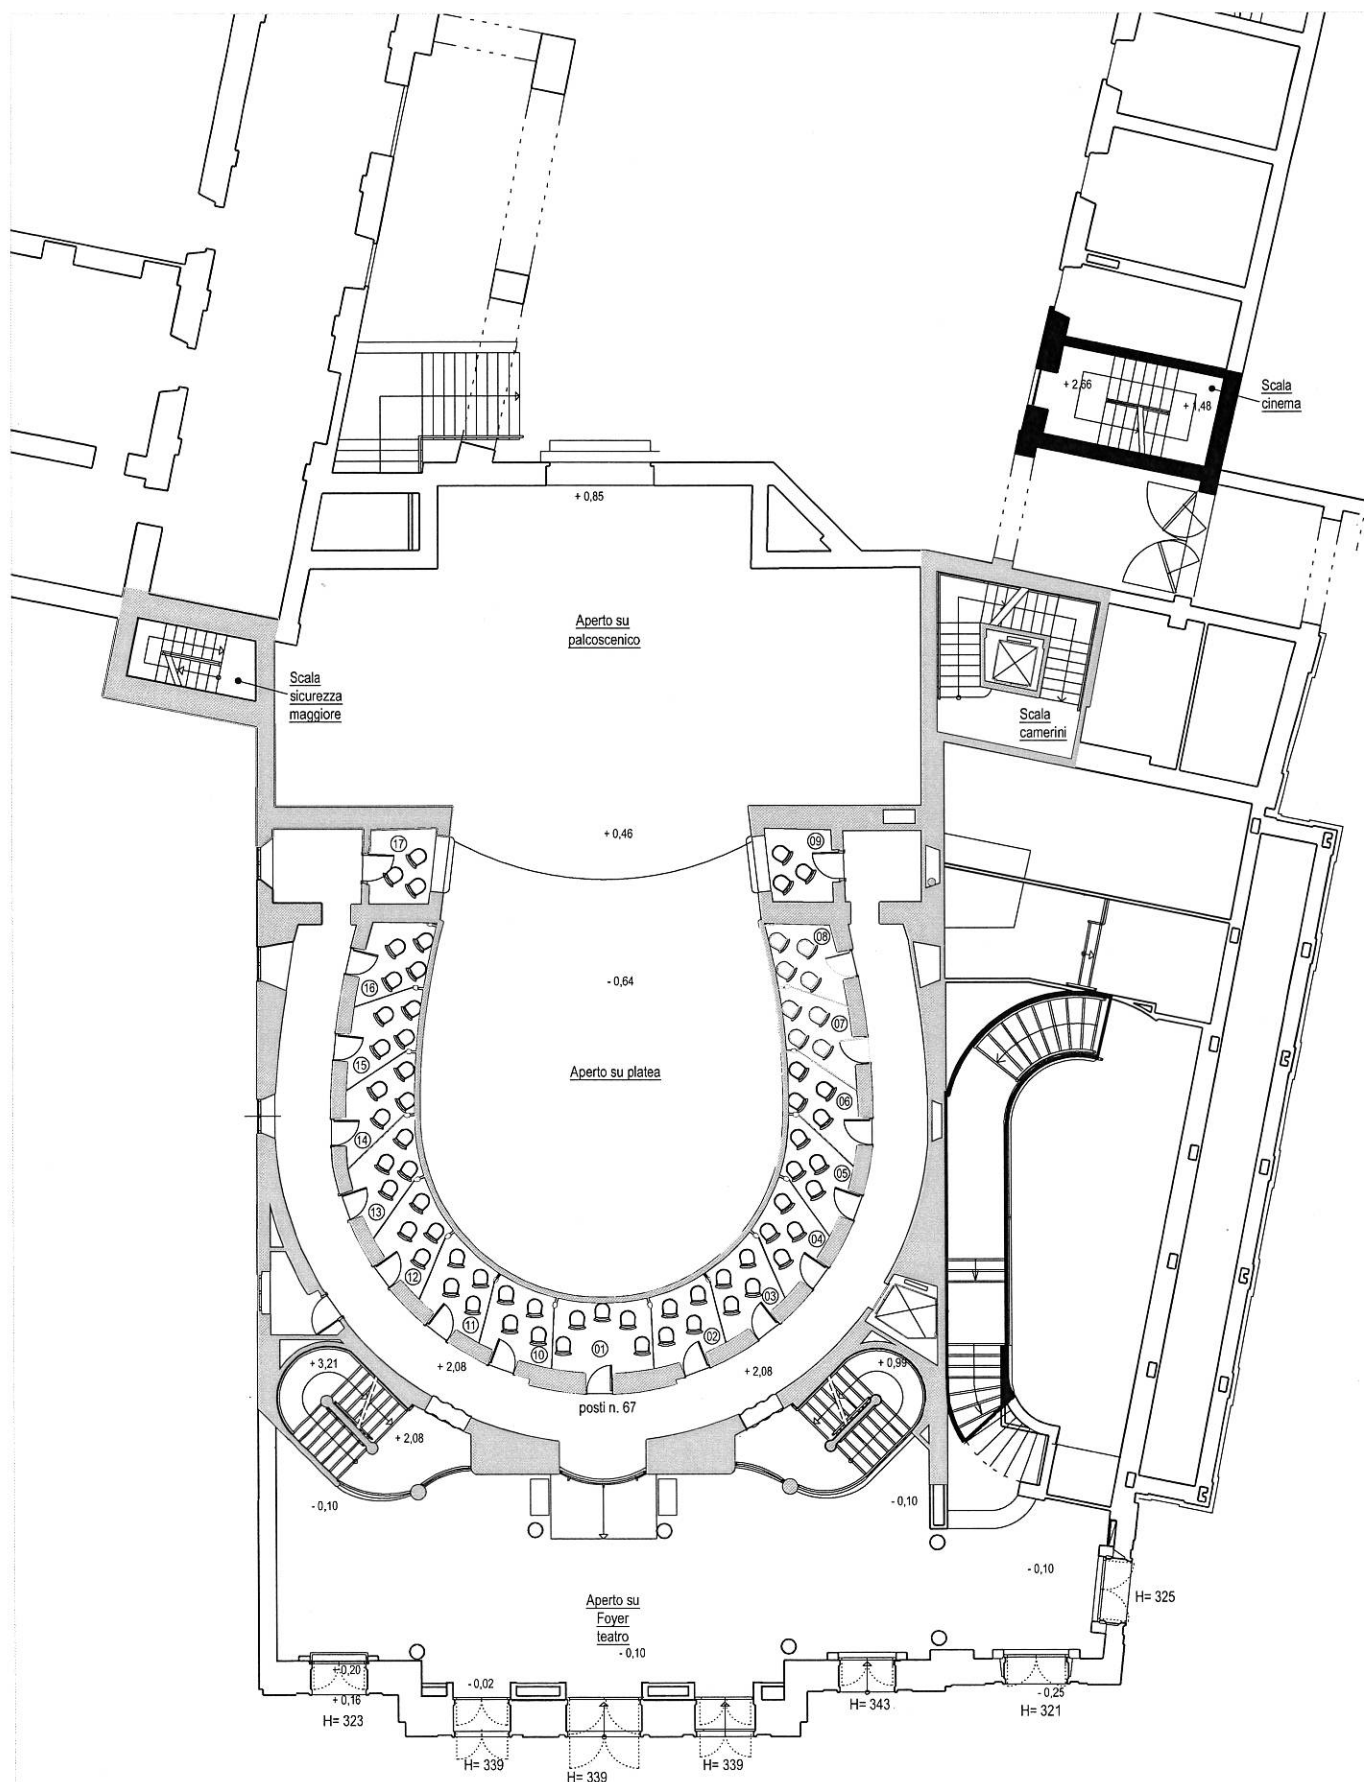 + 2,66
Scala
cinema
+ 1,48
+ 0,85
Aperto su
palcoscenico
Scala
sicurezza
maggiore
Scala
camerini
+ 0,46
17
09
08
- 0,64
16
07
15
Aperto su platea
06
14
05
13
04
12
03
11
02
10
01
+ 3,21
+ 2,08
+ 2,08
+ 0,99
posti n. 67
+ 2,08
- 0,10
- 0,10
- 0,10
H= 325
Aperto su
Foyer
teatro
- 0,10
+ 0,20
- 0,02
+ 0,16
- 0,25
H= 323
H= 343
H= 321
H= 339
H= 339
H= 339